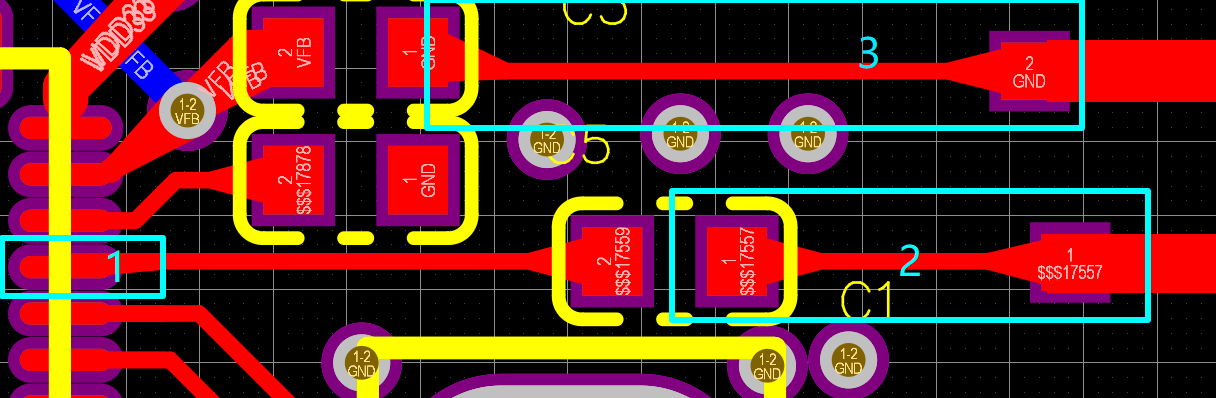 C3
VF
VDD33
FB
VFB
VFB
2
VFB
1
GND
3
2
GND
1-2
VFB
1-2
GND
1-2
GND
1-2
GND
C5
2
$$$17878
1
GND
1
2
$$$17559
1
$$$17557
2
1
$$$17557
C1
1-2
GND
1-2
GND
1-2
GND